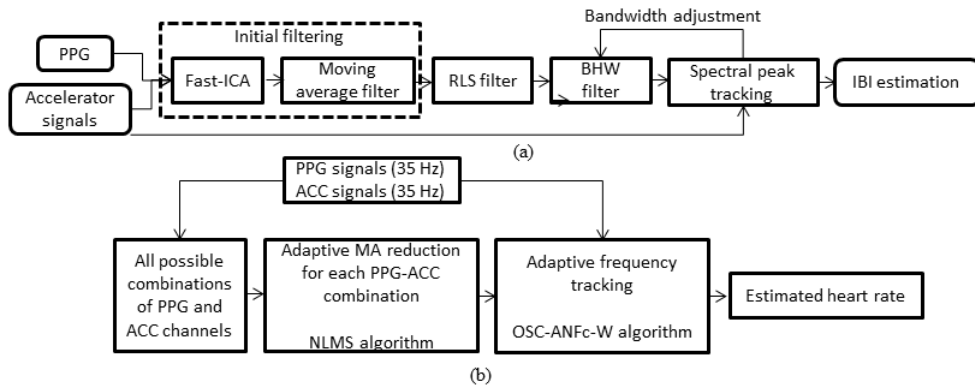 Bandwidth adjustment
Initial filtering
PPG
Accelerator
signals
Fast-ICA
Moving
average filter
RLS filter
BHW
filter
Spectral peak
tracking
IBI estimation
(a)
PPG signals (35 Hz)
ACC signals (35 Hz)
All possible
combinations
of PPG and
ACC channels
Adaptive MA reduction
for each PPG-ACC
combination
NLMS algorithm
Adaptive frequency
tracking
OSC-ANFc-W algorithm
Estimated heart rate
(b)